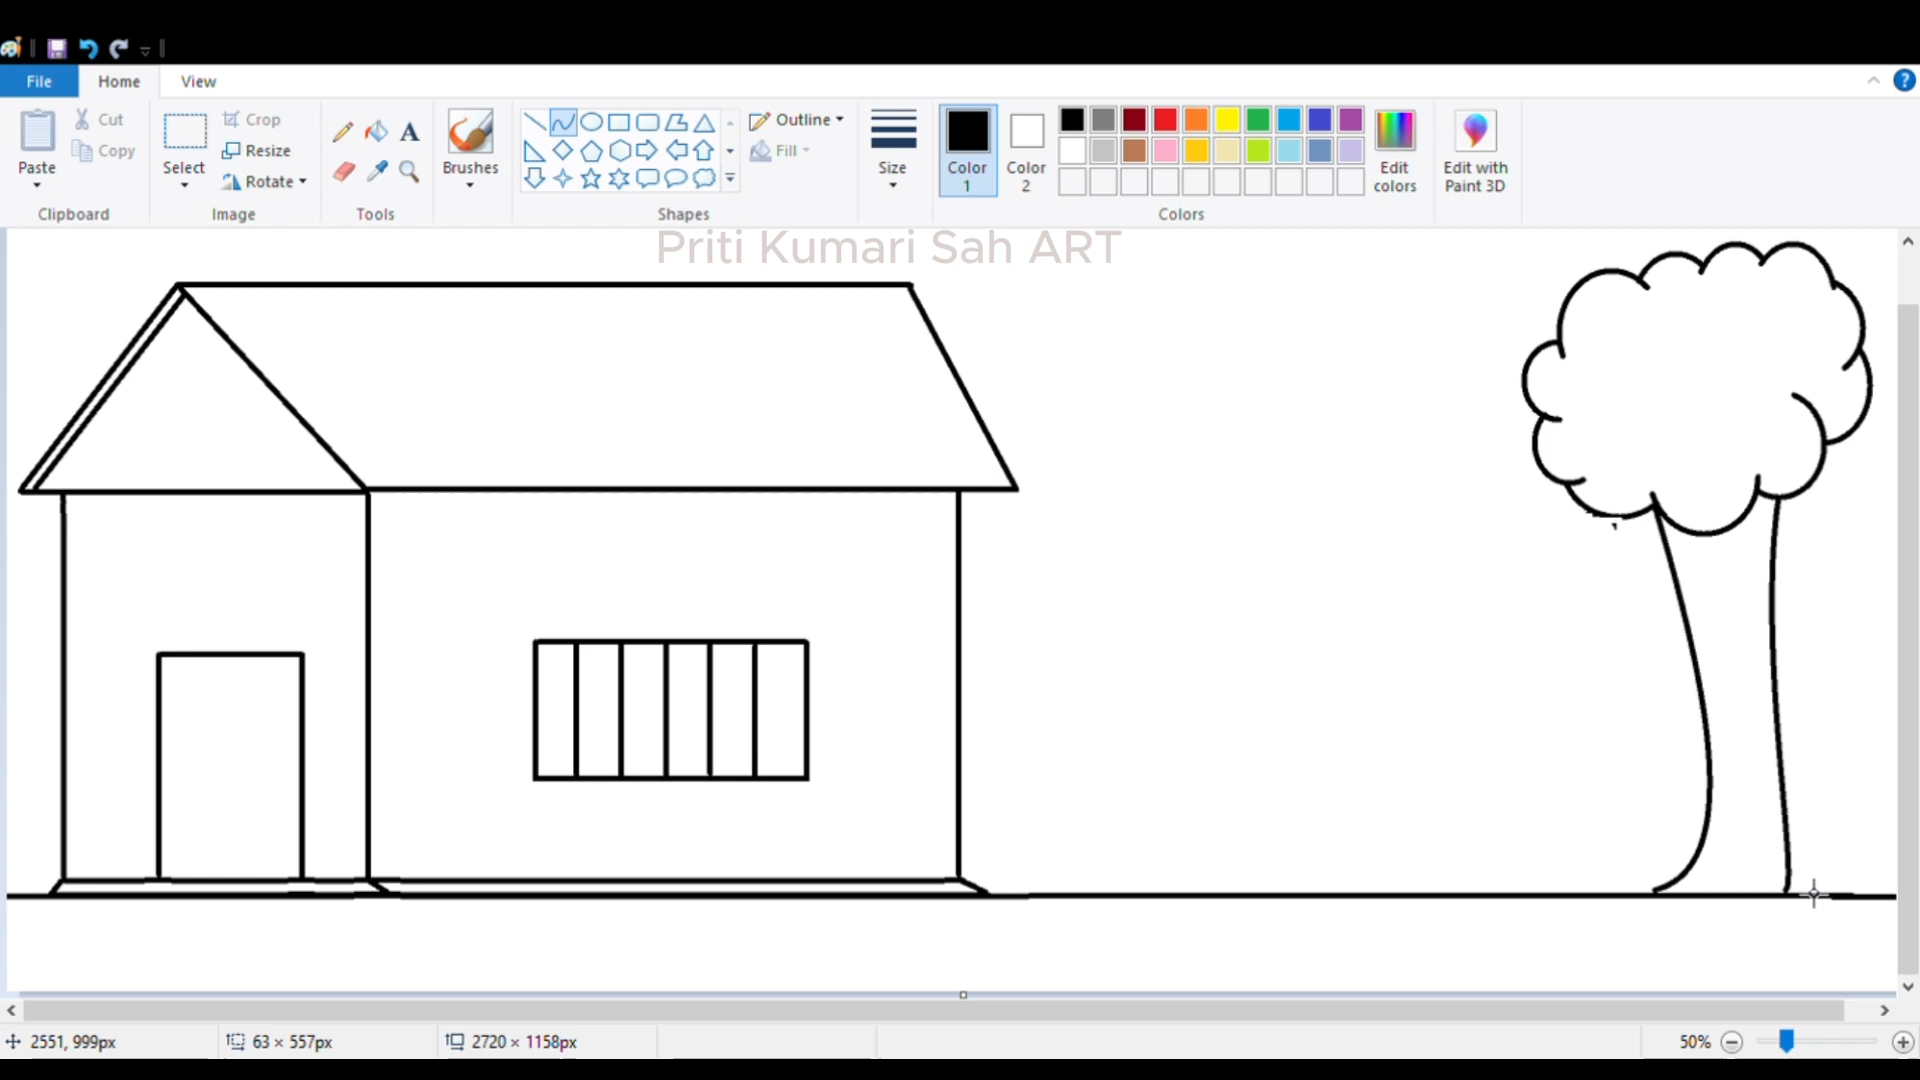 File Home View
Cut
Copy
Paste
Clipboard
Crop
Resize
Rotate
Select
Image
A
Tools
Brushes
Outline
Fill
Shapes
Size
Color 1
Color 2
Edit colors
Colors
Edit with Paint 3D
?
Priti Kumari Sah ART
2551, 999px
63 × 557px
2720 × 1158px
50%